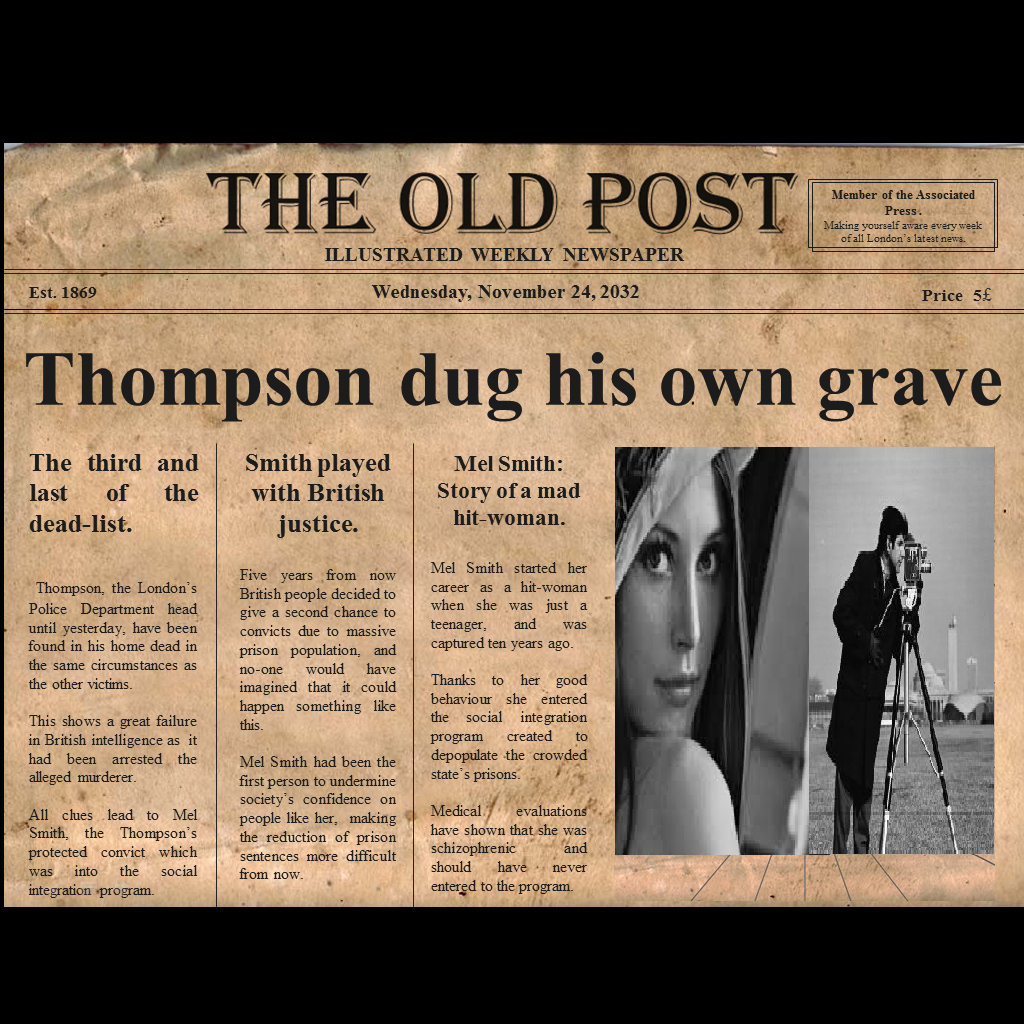 THE OLD POST
Member of the Associated
Press.
Making yourself aware every week
of all London's latest news.
ILLUSTRATED WEEKLY NEWSPAPER
Est. 1869
Wednesday, November 24, 2032
Price 5£
Thompson dug his own grave
The third and
last of the
dead-list.
Thompson, the London's
Police Department head
until yesterday, have been
found in his home dead in
the same circumstances as
the other victims.
This shows a great failure
in British intelligence as it
had been arrested the
alleged murderer.
All clues lead to Mel
Smith, the Thompson's
protected convict which
was into the social
integration program.
Smith played
with British
justice.
Five years from now
British people decided to
give a second chance to
convicts due to massive
prison population, and
no-one would have
imagined that it could
happen something like
this.
Mel Smith had been the
first person to undermine
society's confidence on
people like her, making
the reduction of prison
sentences more difficult
from now.
Mel Smith:
Story of a mad
hit-woman.
Mel Smith started her
career as a hit-woman
when she was just a
teenager, and was
captured ten years ago.
Thanks to her good
behaviour she entered
the social integration
program created to
depopulate the crowded
state's prisons.
Medical evaluations
have shown that she was
schizophrenic and
should have never
entered to the program.